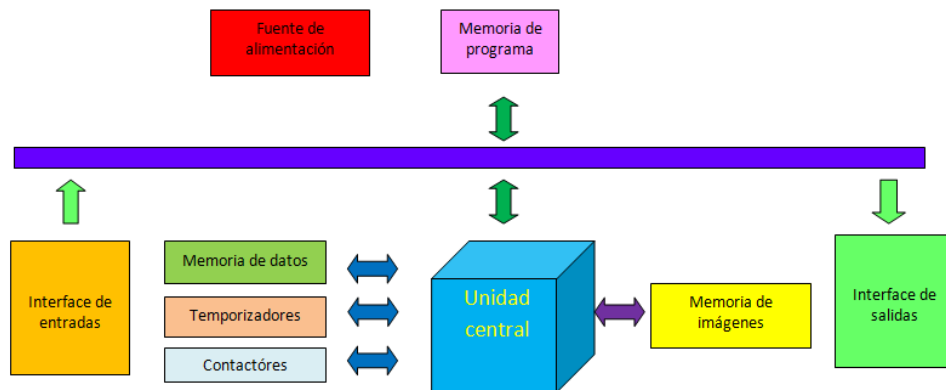 Fuente de
alimentación
Memoria de
programa
Interface de
entradas
Memoria de datos
Temporizadores
Contactóres
Unidad
central
Memoria de
imágenes
Interface de
salidas